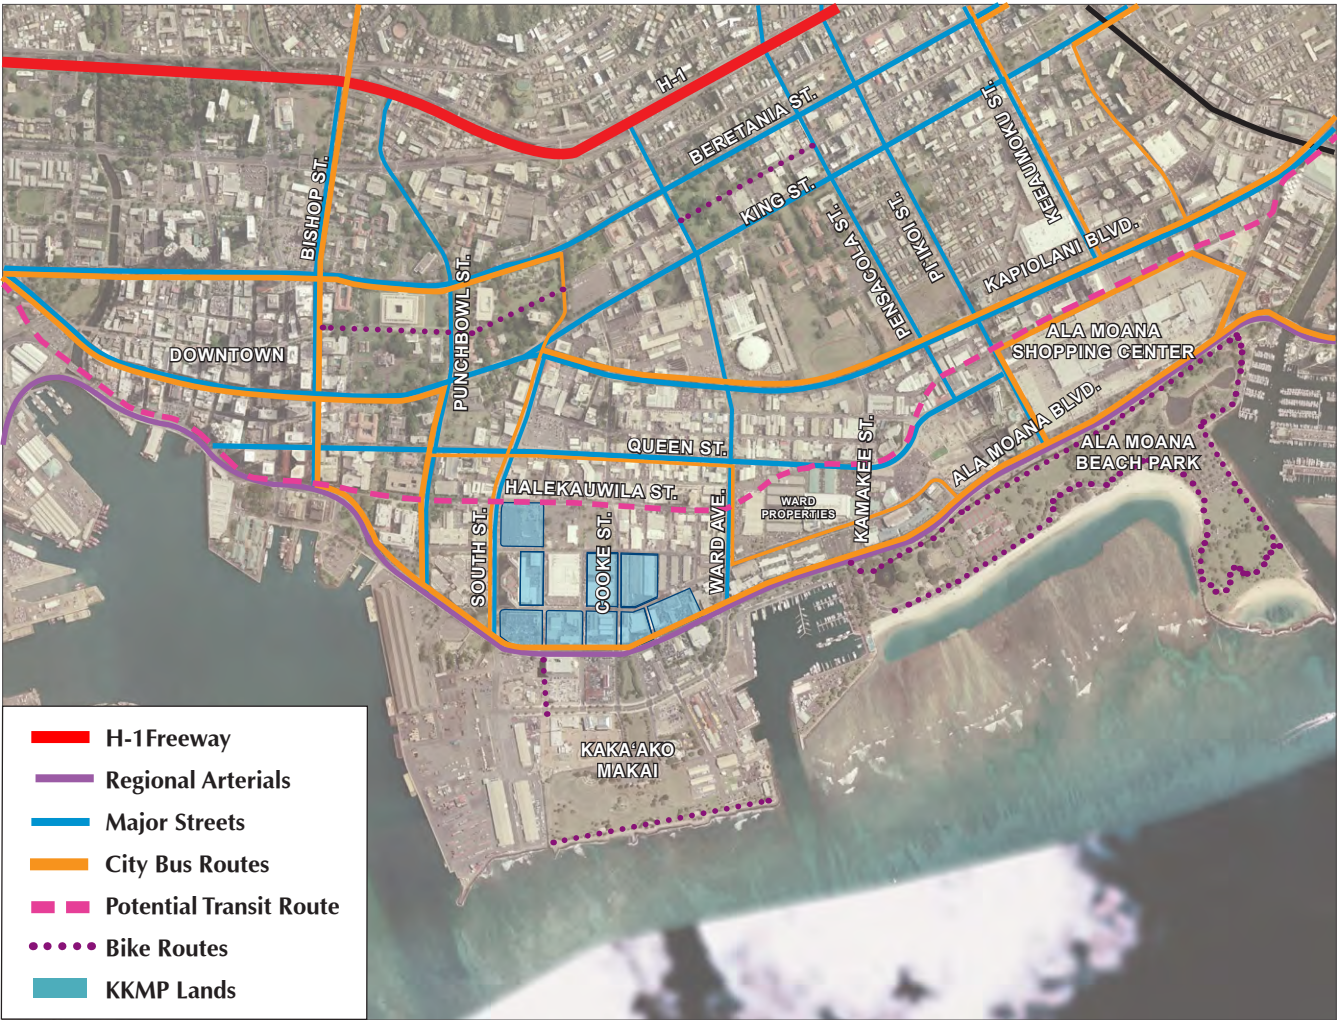 H-1
BERETANIA ST.
KING ST.
BISHOP ST.
PUNCHBOWL ST.
KEEAUMOKU ST.
PI'IKOI ST.
PENSACOLA ST.
KAPIOLANI BLVD.
DOWNTOWN
ALA MOANA
SHOPPING CENTER
ALA MOANA BLVD.
ALA MOANA
BEACH PARK
QUEEN ST.
KAMAKEE ST.
HALEKAUWILA ST.
WARD
PROPERTIES
SOUTH ST.
COOKE ST.
WARD AVE.
KAKA'AKO
MAKAI
H-1Freeway
Regional Arterials
Major Streets
City Bus Routes
Potential Transit Route
Bike Routes
KKMP Lands